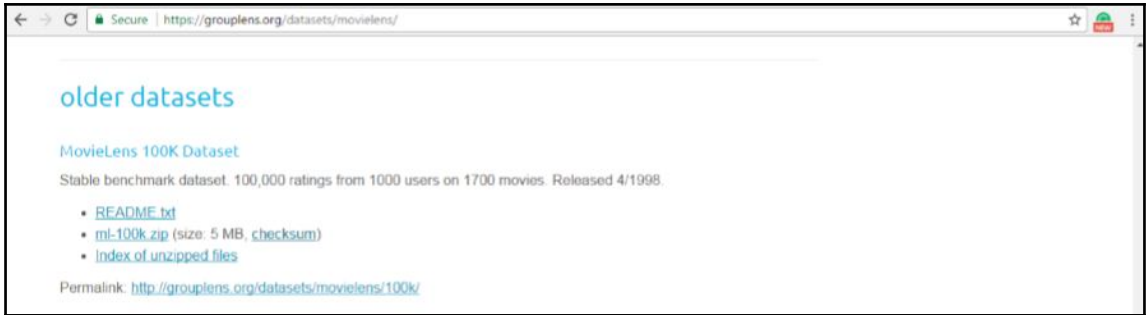 Secure | https://grouplens.org/datasets/movielens/
NEW
older datasets
MovieLens 100K Dataset
Stable benchmark dataset. 100,000 ratings from 1000 users on 1700 movies. Released 4/1998.
• README.txt
• ml-100k.zip (size: 5 MB, checksum)
• Index of unzipped files
Permalink: http://grouplens.org/datasets/movielens/100k/